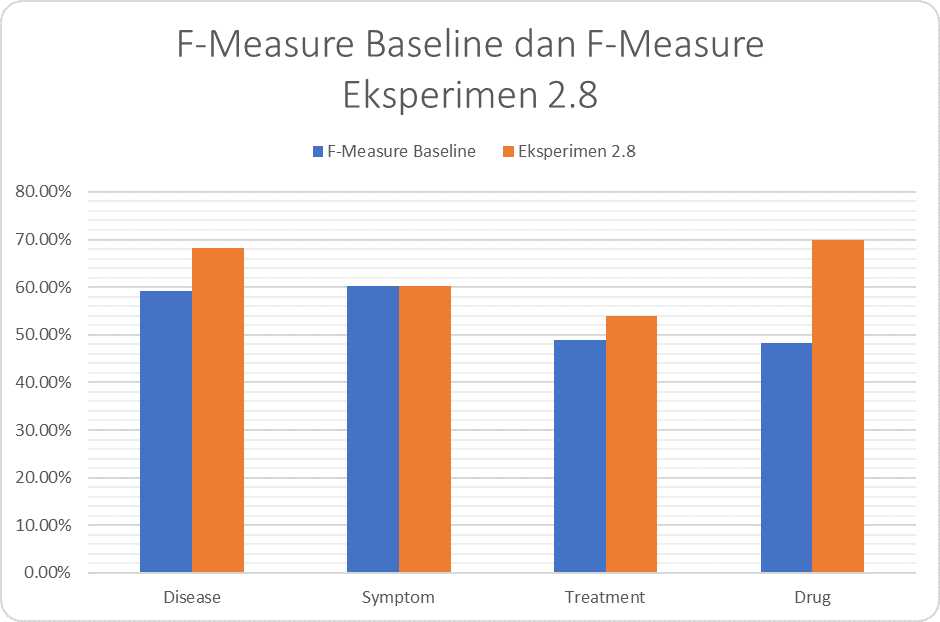 F-Measure Baseline dan F-Measure
Eksperimen 2.8
F-Measure Baseline Eksperimen 2.8
80.00%
70.00%
60.00%
50.00%
40.00%
30.00%
20.00%
10.00%
0.00%
Disease Symptom Treatment Drug